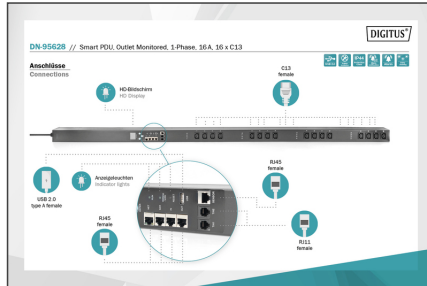 DIGITUS®
DN-95628 // Smart PDU, Outlet Monitored, 1-Phase, 16 A, 16 x C13
Anschlüsse
Connections
C13
female
HD-Bildschirm
HD Display
USB 2.0
type A female
Anzeigeleuchten
Indicator lights
RJ45
female
RJ45
female
RJ11
female